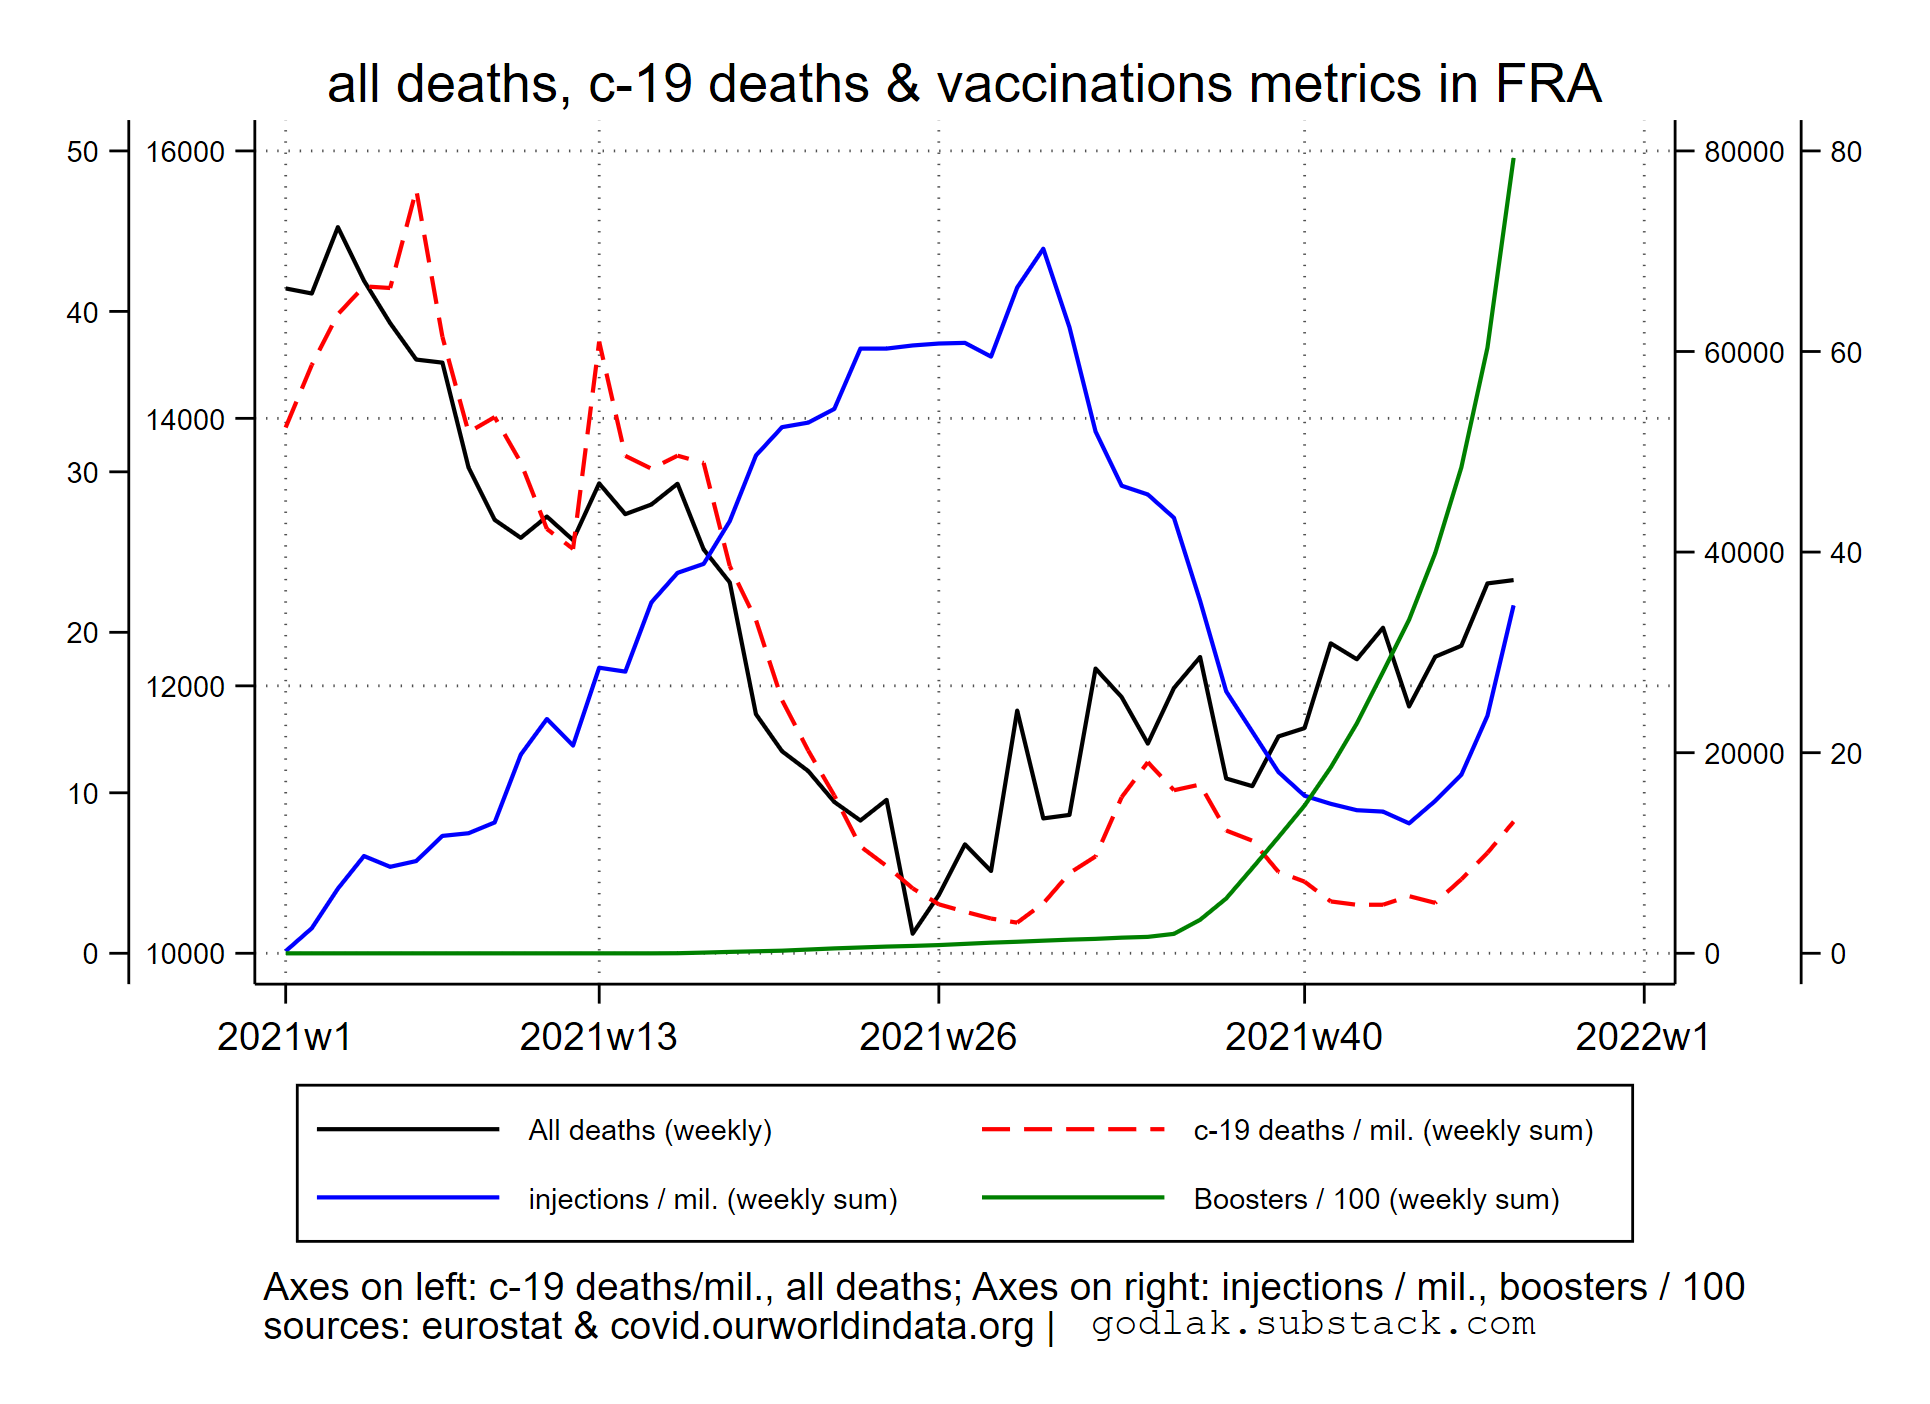 all deaths, c-19 deaths & vaccinations metrics in FRA
50 16000 80000 80
40
14000 60000 60
30
40000 40
20
12000
20000 20
10
0 10000 0 0
2021w1 2021w13 2021w26 2021w40 2022w1
All deaths (weekly) c-19 deaths / mil. (weekly sum)
injections / mil. (weekly sum) Boosters / 100 (weekly sum)
Axes on left: c-19 deaths/mil., all deaths; Axes on right: injections / mil., boosters / 100
sources: eurostat & covid.ourworldindata.org | godlak.substack.com